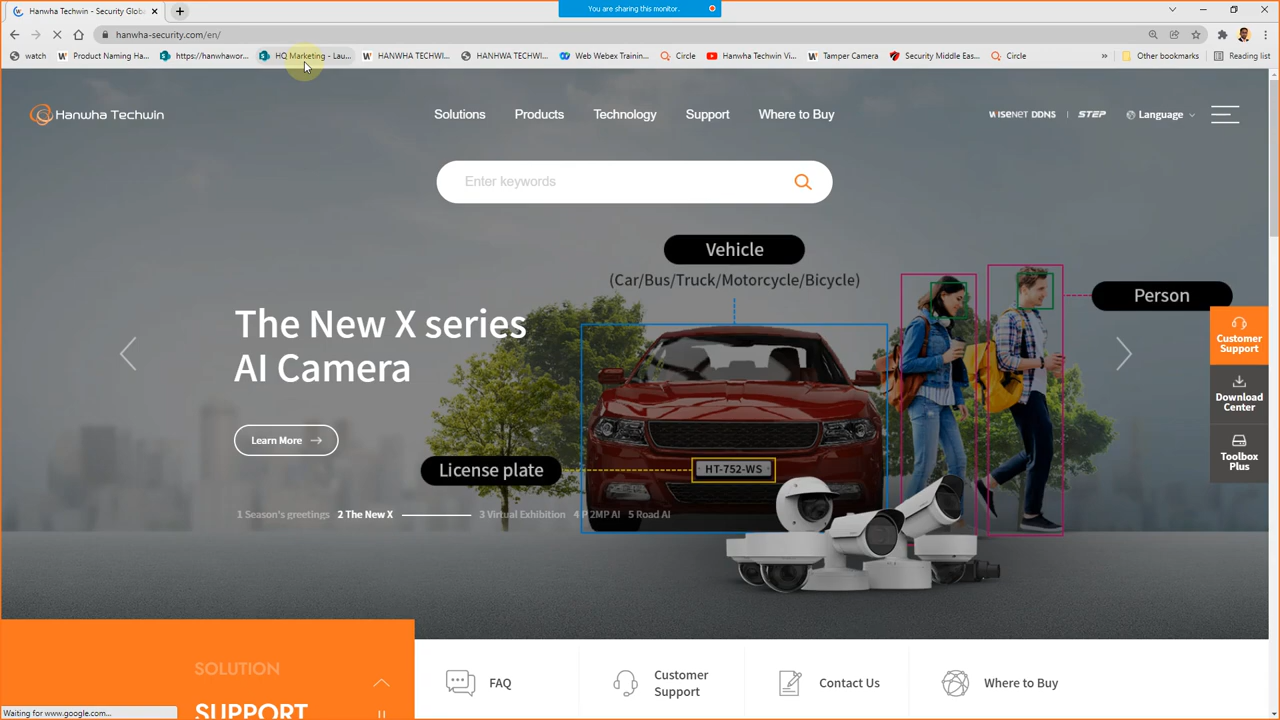 You are sharing this monitor.
Hanwha Techwin - Security Globa
hanwha-security.com/en/
watch
Product Naming Ha...
https://hanwhawor...
HQ Marketing - Lau...
HANWHA TECHWI...
HANHWA TECHWI...
Web Webex Trainin...
Circle
Hanwha Techwin Vi...
Tamper Camera
Security Middle Eas...
Circle
»
Other bookmarks
Reading list
Hanwha Techwin
Solutions
Products
Technology
Support
Where to Buy
WISENET DDNS
STEP
Language
Enter keywords
Vehicle
(Car/Bus/Truck/Motorcycle/Bicycle)
Person
The New X series
AI Camera
Learn More
License plate
HT-752-WS
Customer
Support
Download
Center
Toolbox
Plus
1 Season's greetings
2 The New X
3 Virtual Exhibition
4 P 2MP AI
5 Road AI
SOLUTION
SUPPORT
FAQ
Customer
Support
Contact Us
Where to Buy
Waiting for www.google.com...